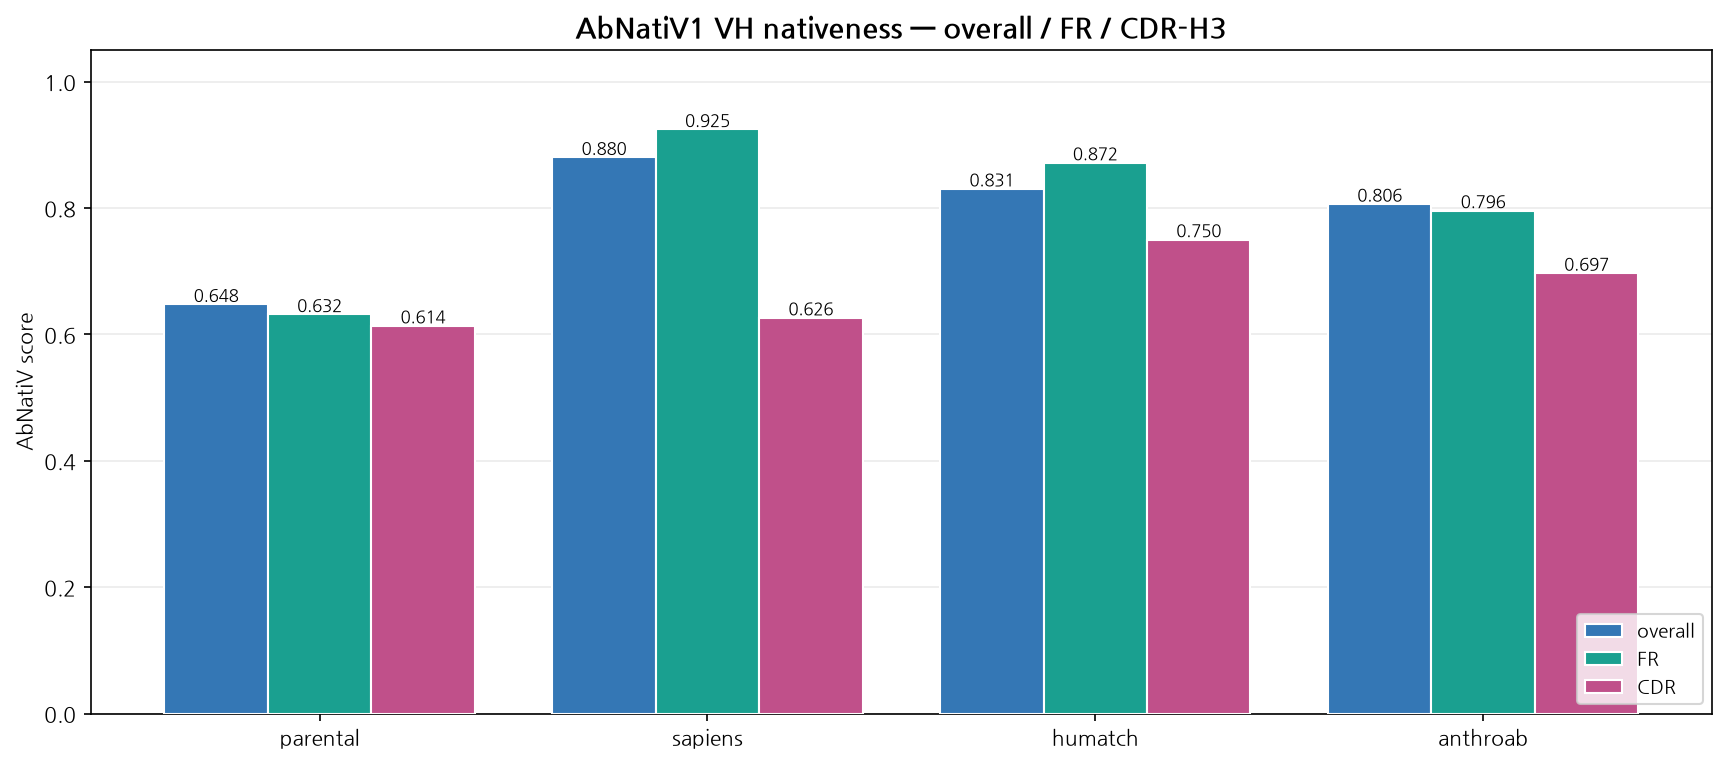 AbNatiV1 VH nativeness — overall / FR / CDR-H3
AbNatiV score
1.0
0.8
0.6
0.4
0.2
0.0
0.648
0.632
0.614
0.880
0.925
0.626
0.831
0.872
0.750
0.806
0.796
0.697
parental
sapiens
humatch
anthroab
overall
FR
CDR